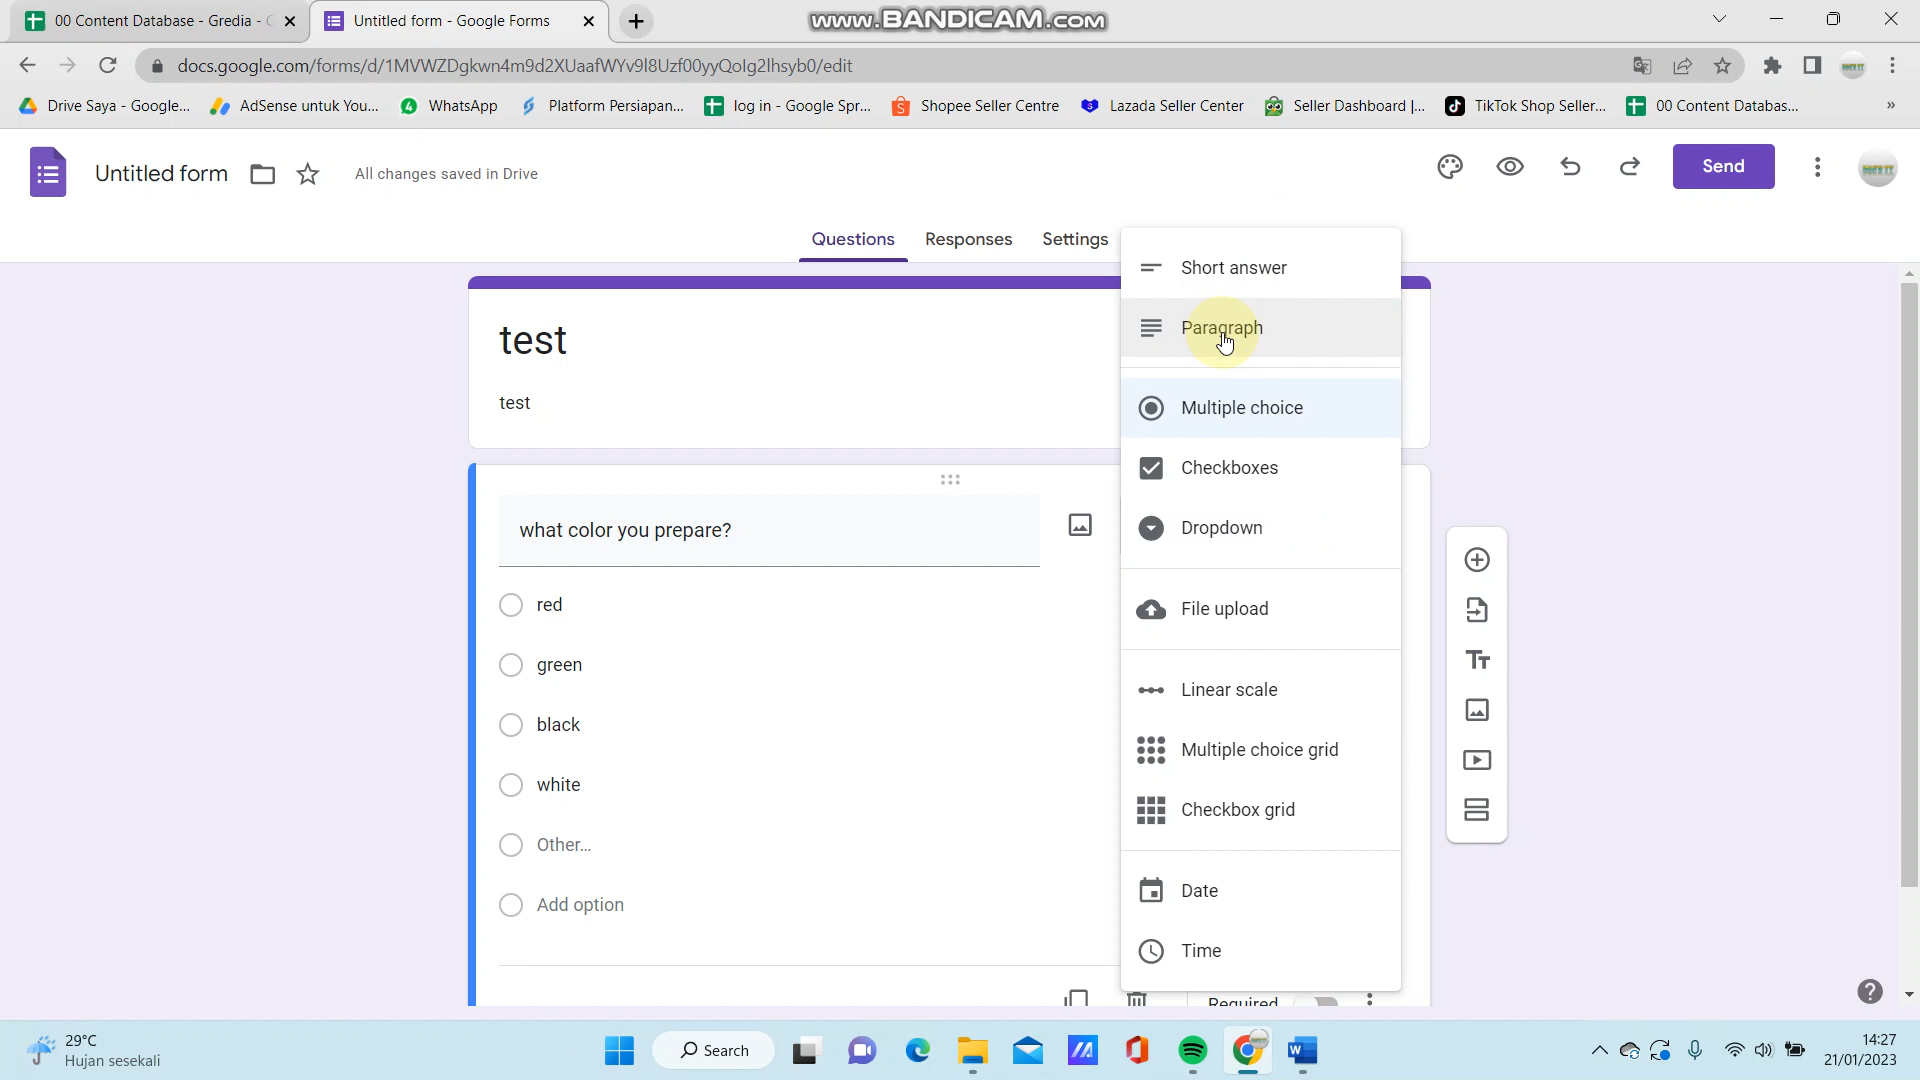 00 Content Database - Gredia - G
Untitled form - Google Forms
www.BANDICAM.com
docs.google.com/forms/d/1MVWZDgkwn4m9d2XUaafWYv9l8Uzf00yyQolg2lhsyb0/edit
Drive Saya - Google...
AdSense untuk You...
WhatsApp
Platform Persiapan...
log in - Google Spr...
Shopee Seller Centre
Lazada Seller Center
Seller Dashboard |...
TikTok Shop Seller...
00 Content Databas...
Untitled form
All changes saved in Drive
Send
Questions
Responses
Settings
test
test
what color you prepare?
red
green
black
white
Other...
Add option
Short answer
Paragraph
Multiple choice
Checkboxes
Dropdown
File upload
Linear scale
Multiple choice grid
Checkbox grid
Date
Time
Required
29°C
Hujan sesekali
Search
14:27
21/01/2023